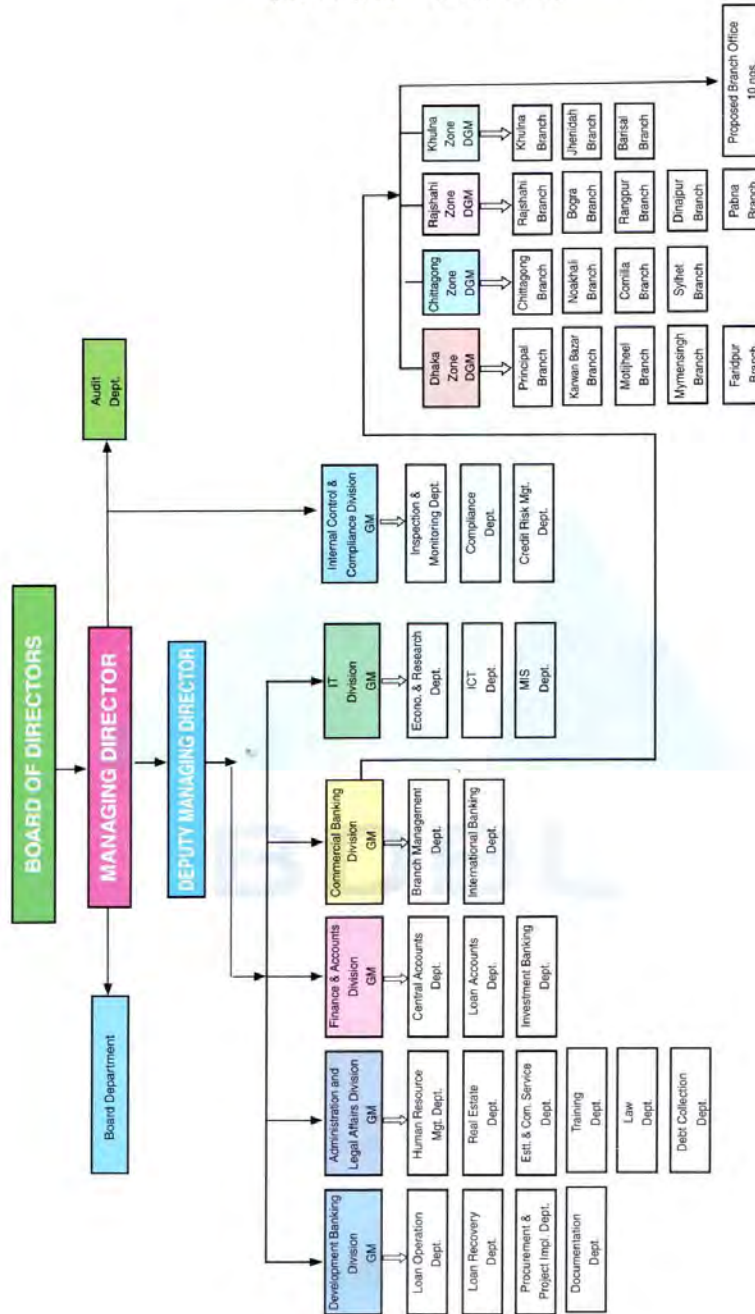 BOARD OF DIRECTORS
MANAGING DIRECTOR
Board Department
Audit
Dept.
DEPUTY MANAGING DIRECTOR
Development Banking
Division
GM
Loan Operation
Dept.
Loan Recovery
Dept.
Procurement &
Project Impl. Dept.
Documentation
Dept.
Administration and
Legal Affairs Division
GM
Human Resource
Mgt. Dept.
Real Estate
Dept.
Estt. & Com. Service
Dept.
Training
Dept.
Law
Dept.
Debt Collection
Dept.
Finance & Accounts
Division
GM
Central Accounts
Dept.
Loan Accounts
Dept.
Investment Banking
Dept.
Commercial Banking
Division
GM
Branch Management
Dept.
International Banking
Dept.
IT
Division
GM
Econo. & Research
Dept.
ICT
Dept.
MIS
Dept.
Internal Control &
Compliance Division
GM
Inspection &
Monitoring Dept.
Compliance
Dept.
Credit Risk Mgt.
Dept.
Dhaka
Zone
DGM
Principal
Branch
Karwan Bazar
Branch
Motijheel
Branch
Mymensingh
Branch
Faridpur
Branch
Chittagong
Zone
DGM
Chittagong
Branch
Noakhali
Branch
Comilla
Branch
Sylhet
Branch
Rajshahi
Zone
DGM
Rajshahi
Branch
Bogra
Branch
Rangpur
Branch
Dinajpur
Branch
Pabna
Branch
Khulna
Zone
DGM
Khulna
Branch
Jhenidah
Branch
Barisal
Branch
Proposed Branch Office
10 nos